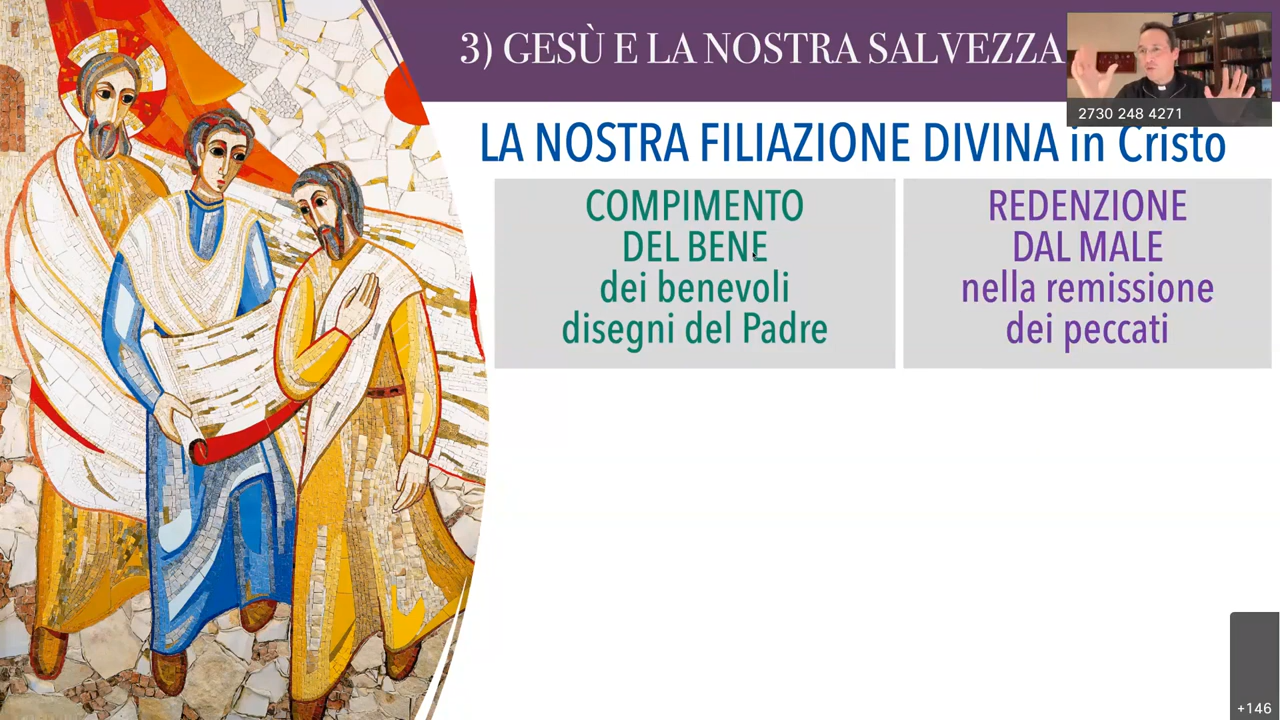 3) GESÙ E LA NOSTRA SALVEZZA
2730 248 4271
LA NOSTRA FILIAZIONE DIVINA in Cristo
COMPIMENTO
DEL BENE
dei benevoli
disegni del Padre
REDENZIONE
DAL MALE
nella remissione
dei peccati
+146